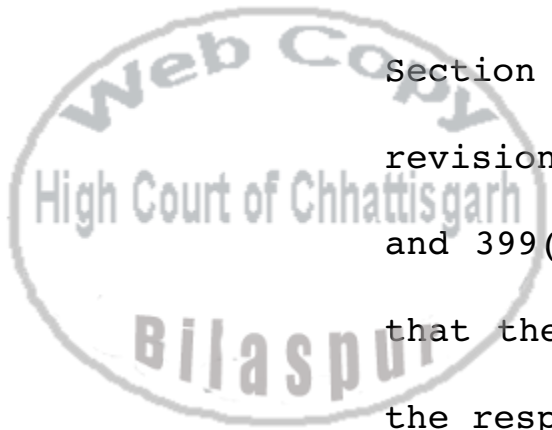 Web Copy
High Court of Chhattisgarh
Bilaspur
Section
revision
and 399(
that the
the resp